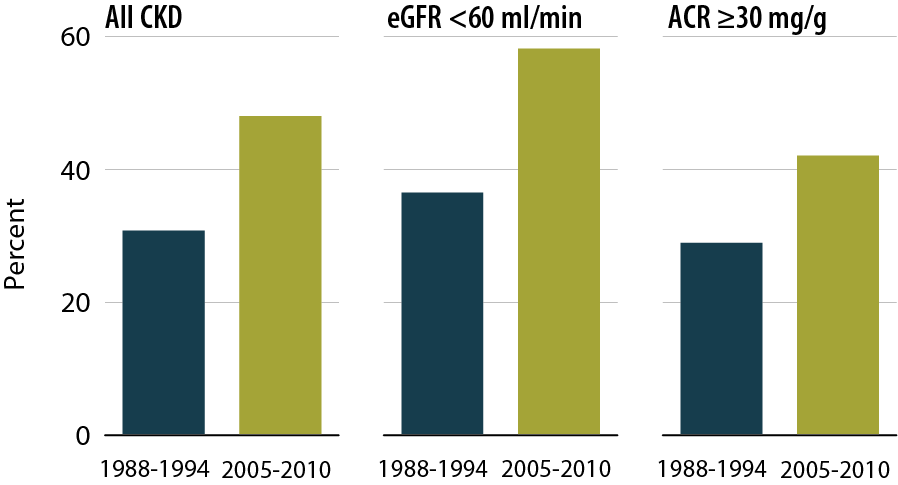 All CKD
eGFR <60 ml/min
ACR ≥30 mg/g
Percent
60
40
20
0
1988-1994
2005-2010
1988-1994
2005-2010
1988-1994
2005-2010